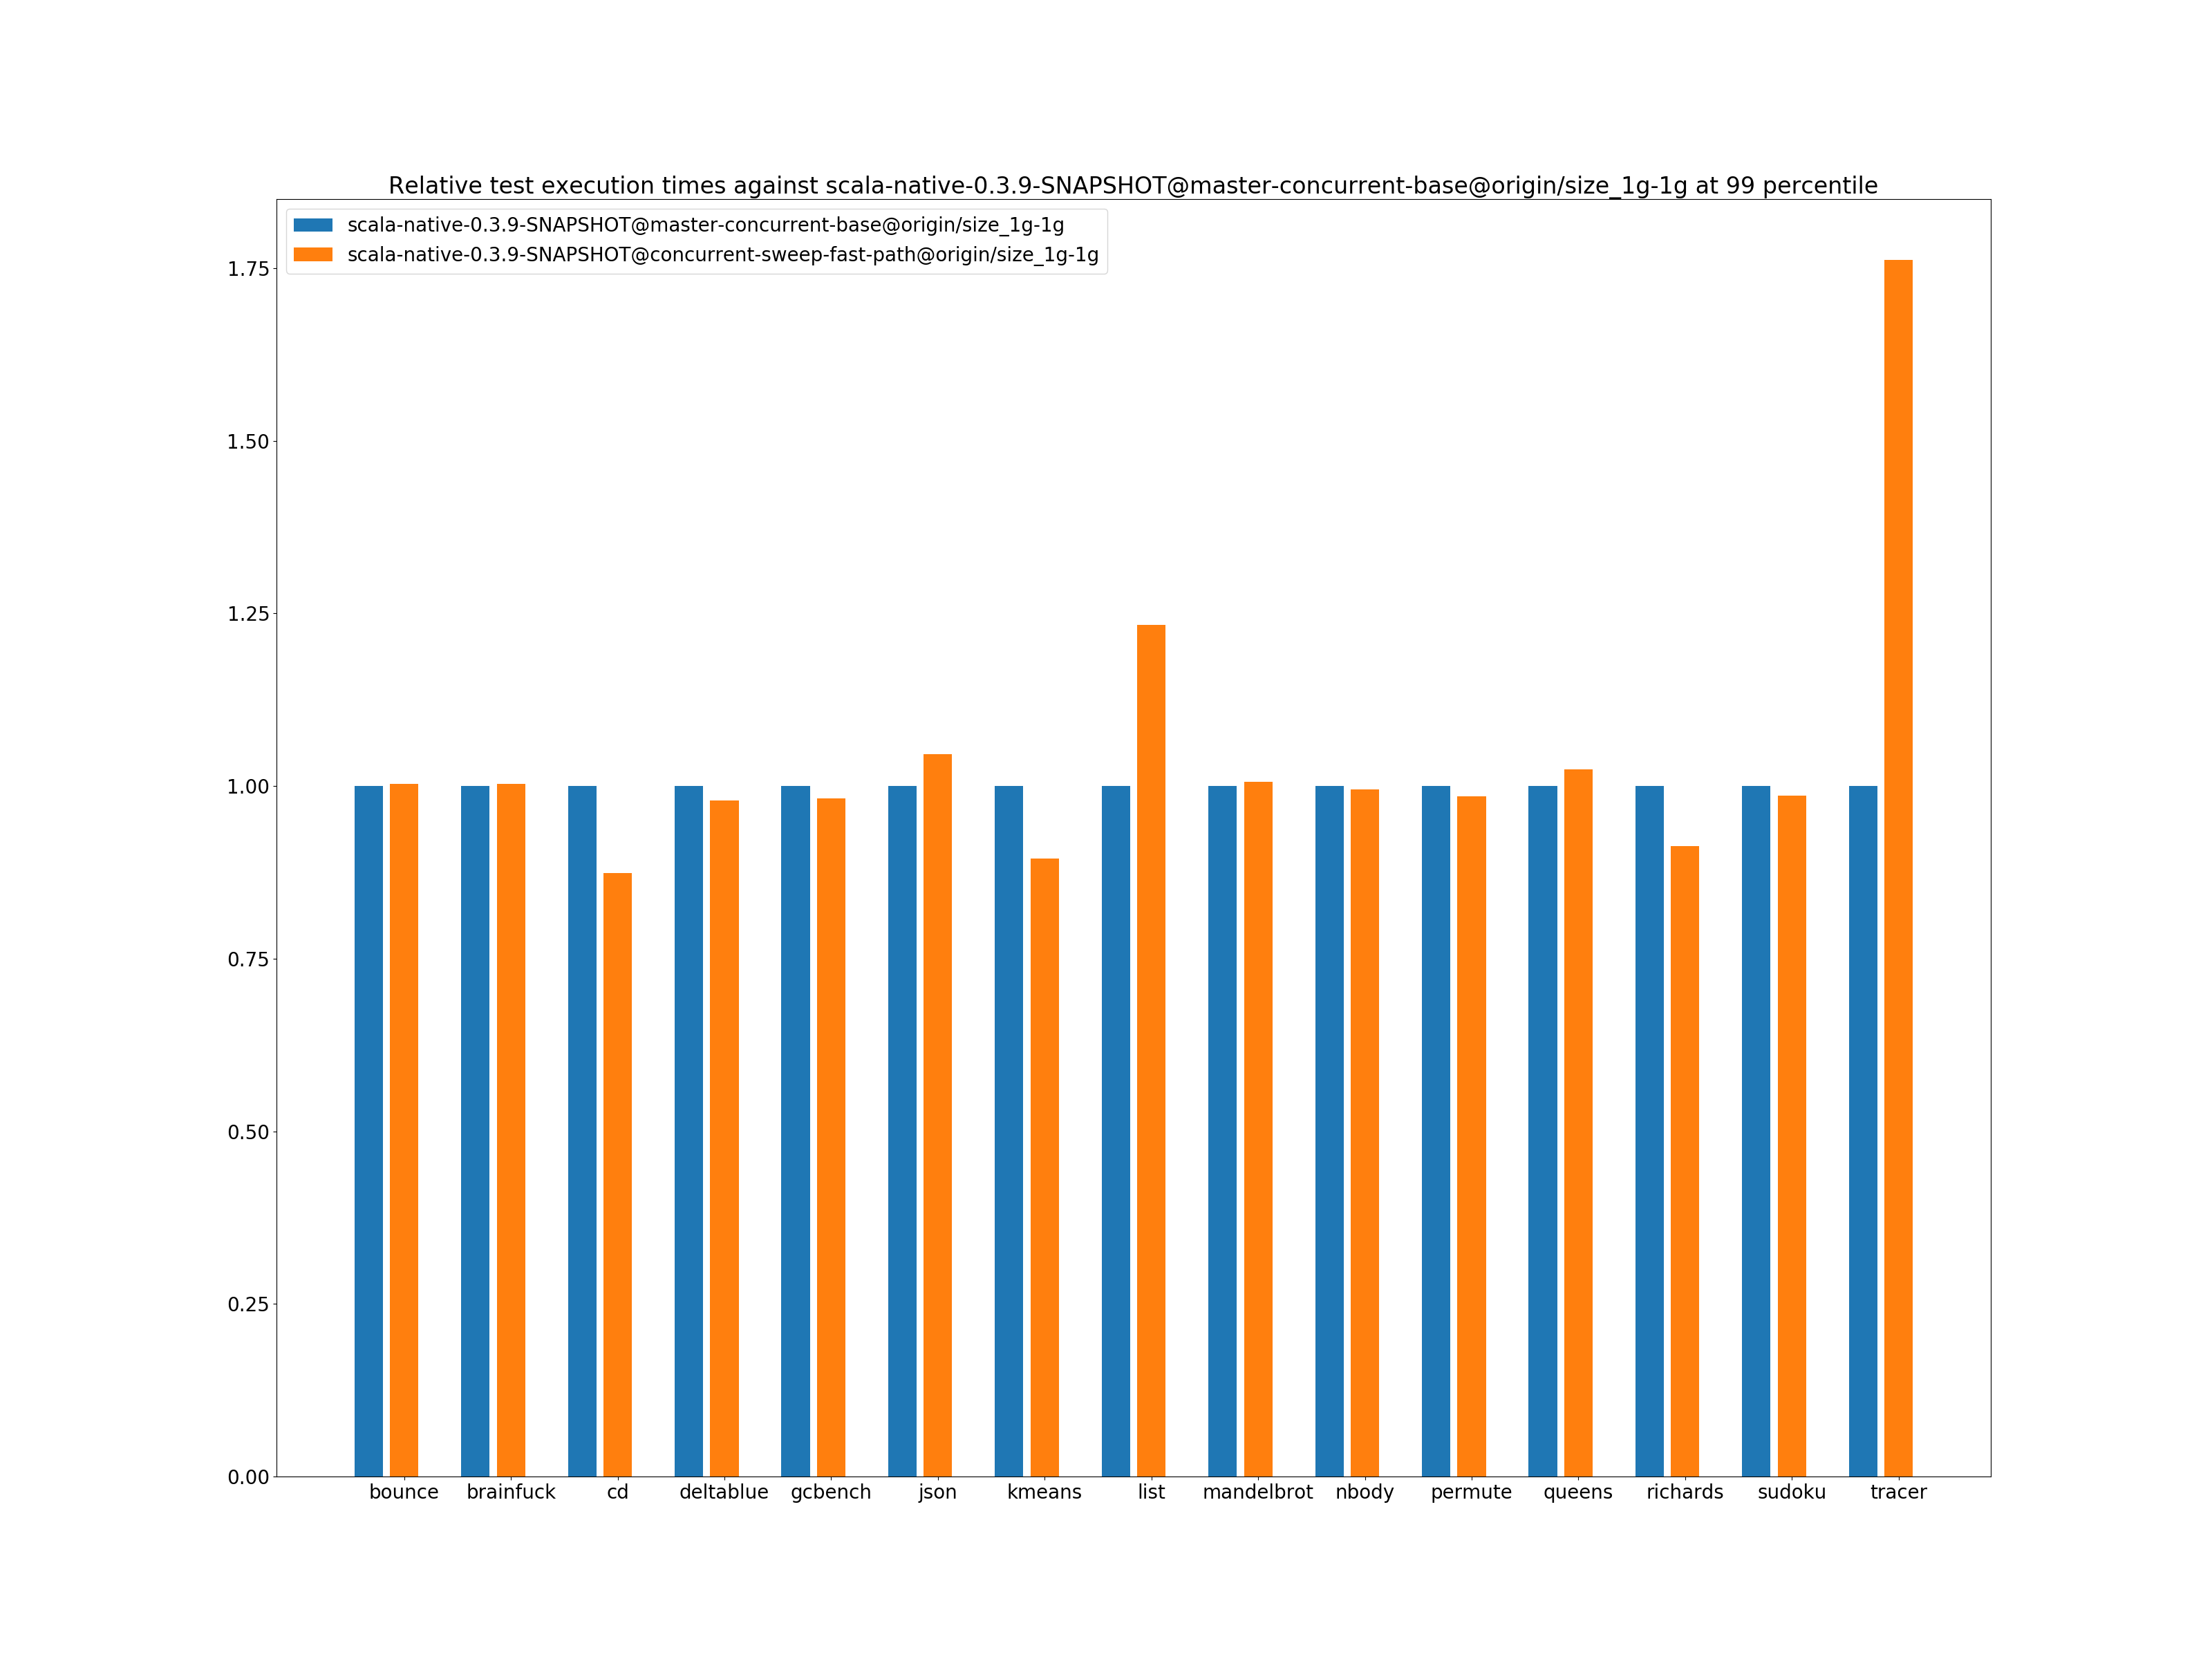 Relative test execution times against scala-native-0.3.9-SNAPSHOT@master-concurrent-base@origin/size_1g-1g at 99 percentile
scala-native-0.3.9-SNAPSHOT@master-concurrent-base@origin/size_1g-1g
scala-native-0.3.9-SNAPSHOT@concurrent-sweep-fast-path@origin/size_1g-1g
1.75
1.50
1.25
1.00
0.75
0.50
0.25
0.00
bounce brainfuck cd deltablue gcbench json kmeans list mandelbrot nbody permute queens richards sudoku tracer